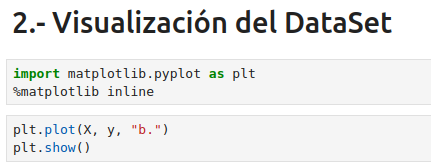 2.- Visualización del DataSet
import matplotlib.pyplot as plt
%matplotlib inline
plt.plot(X, y, "b.")
plt.show()